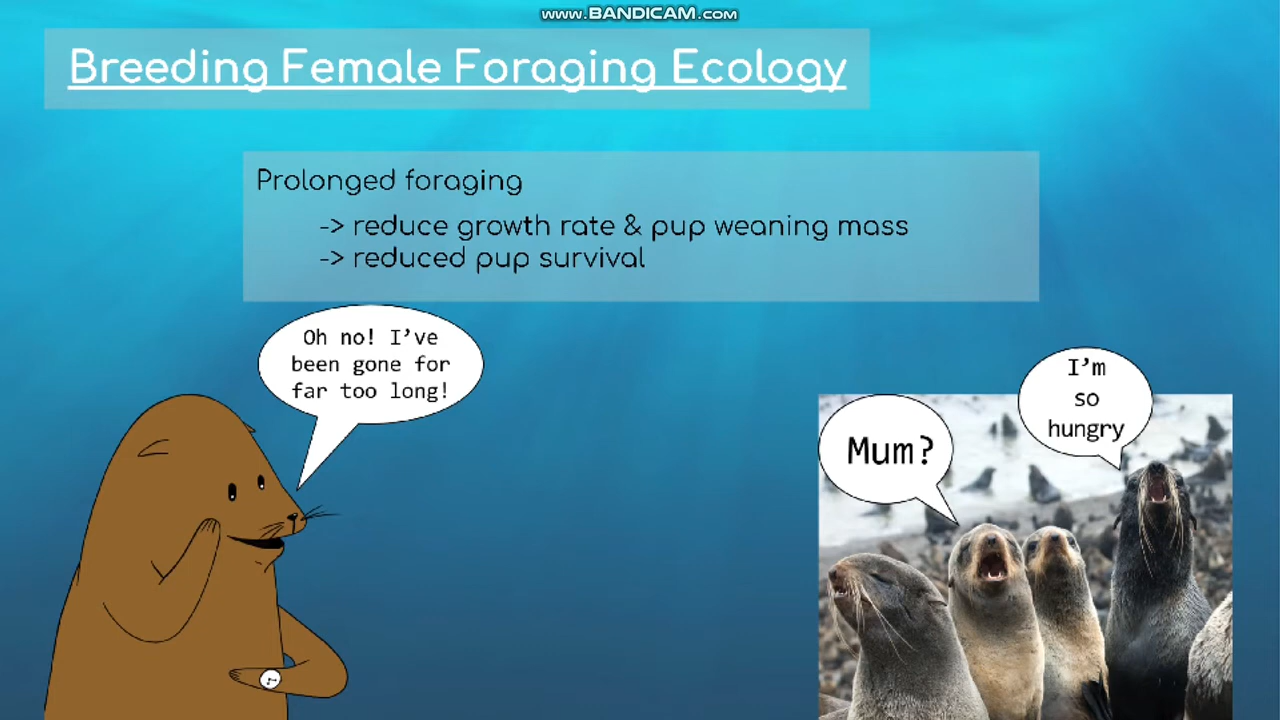 www.BANDICAM.com
Breeding Female Foraging Ecology
Prolonged foraging
-> reduce growth rate & pup weaning mass
-> reduced pup survival
Oh no! I've
been gone for
far too long!
Mum?
I'm
so
hungry